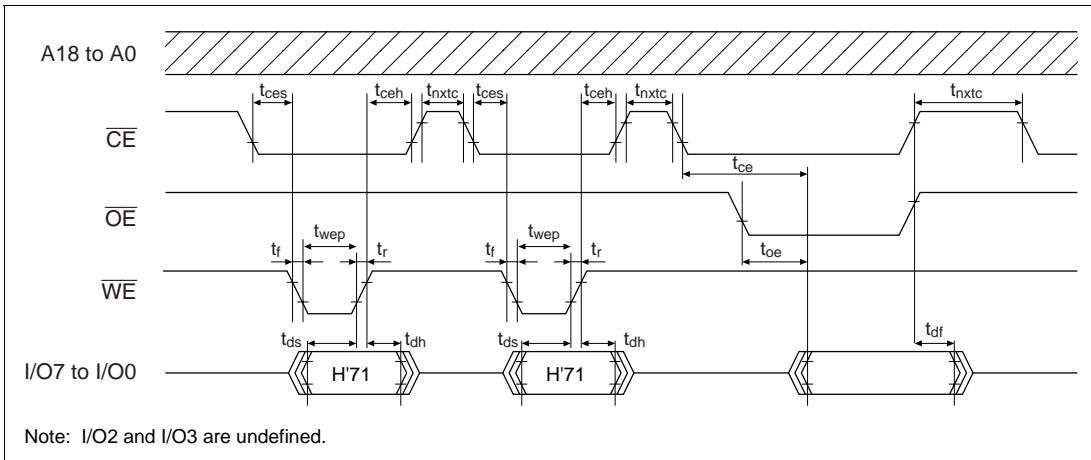 A18 to A0
tces tceh tnxtc tces tceh tnxtc tnxtc
CE
tce
OE
twep twep
tf tr tf tr toe
WE
tds tdh tds tdh tdf
I/O7 to I/O0 H'71 H'71
Note: I/O2 and I/O3 are undefined.